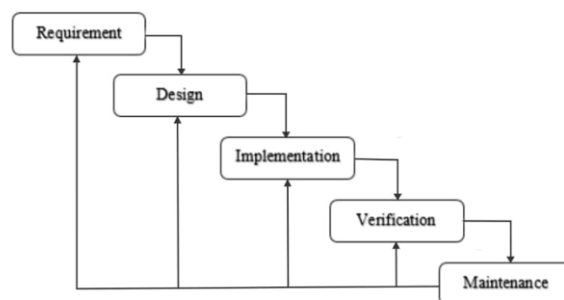 Requirement
Design
Implementation
Verification
Maintenance